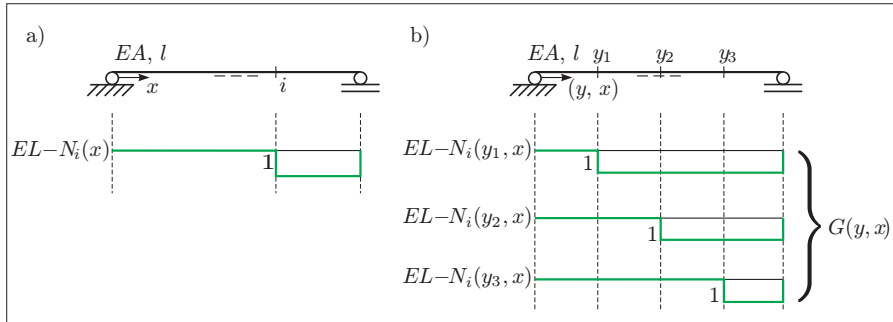 a)
EA, l
x
i
EL–N_i(x)
1
b)
EA, l
y_1
y_2
y_3
(y, x)
EL–N_i(y_1, x)
1
EL–N_i(y_2, x)
1
EL–N_i(y_3, x)
1
G(y, x)